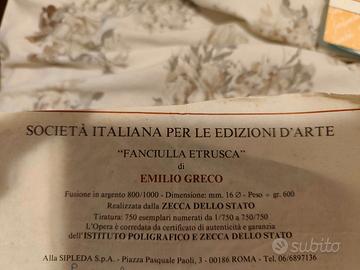 SOCIETÀ ITALIANA PER LE EDIZIONI D'ARTE
"FANCIULLA ETRUSCA"
di
EMILIO GRECO
Fusione in argento 800/1000 - Dimensione: mm. 16 ∅ - Peso ÷ gr. 600
Realizzata dalla ZECCA DELLO STATO
Tiratura: 750 esemplari numerati da 1/750 a 750/750
L'Opera è corredata da certificato di autenticità e garanzia
dell'ISTITUTO POLIGRAFICO E ZECCA DELLO STATO
Alla SIPLEDA S.p.A. - Piazza Pasquale Paoli, 3 - 00186 ROMA - Tel. 06/6896136
subito